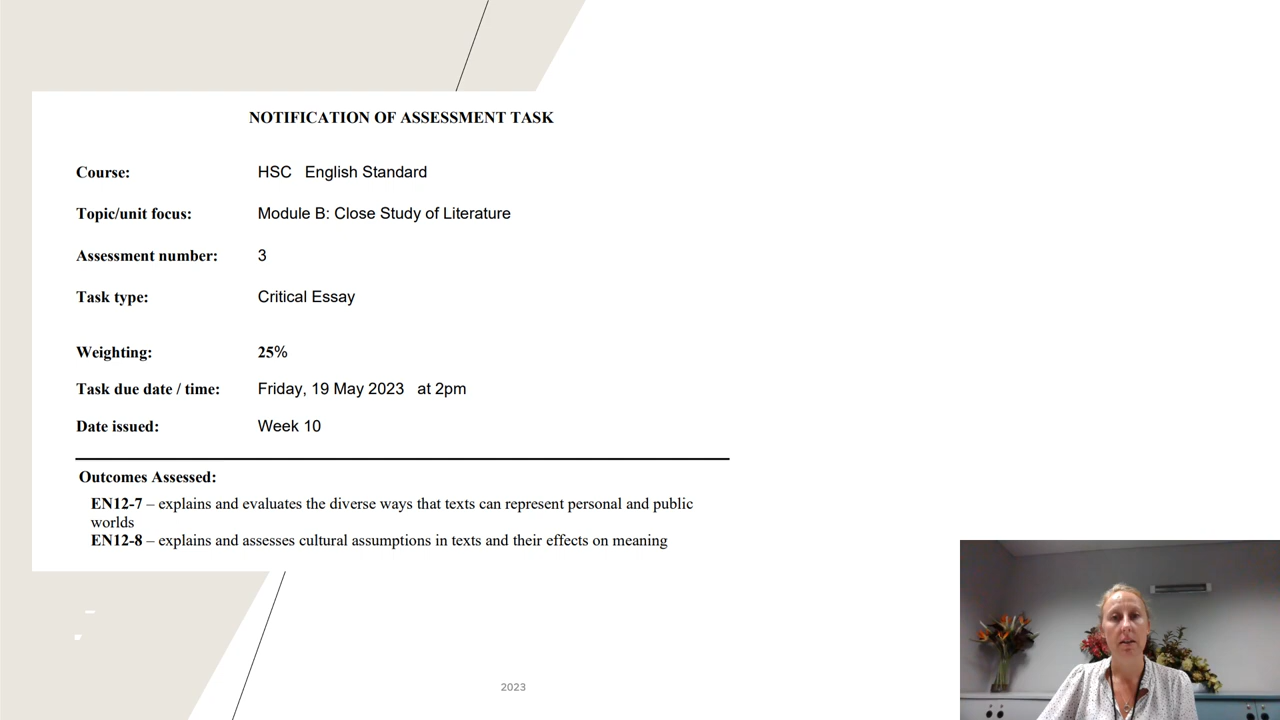 NOTIFICATION OF ASSESSMENT TASK
Course: HSC English Standard
Topic/unit focus: Module B: Close Study of Literature
Assessment number: 3
Task type: Critical Essay
Weighting: 25%
Task due date / time: Friday, 19 May 2023 at 2pm
Date issued: Week 10
Outcomes Assessed:
EN12-7 – explains and evaluates the diverse ways that texts can represent personal and public
worlds
EN12-8 – explains and assesses cultural assumptions in texts and their effects on meaning
2023